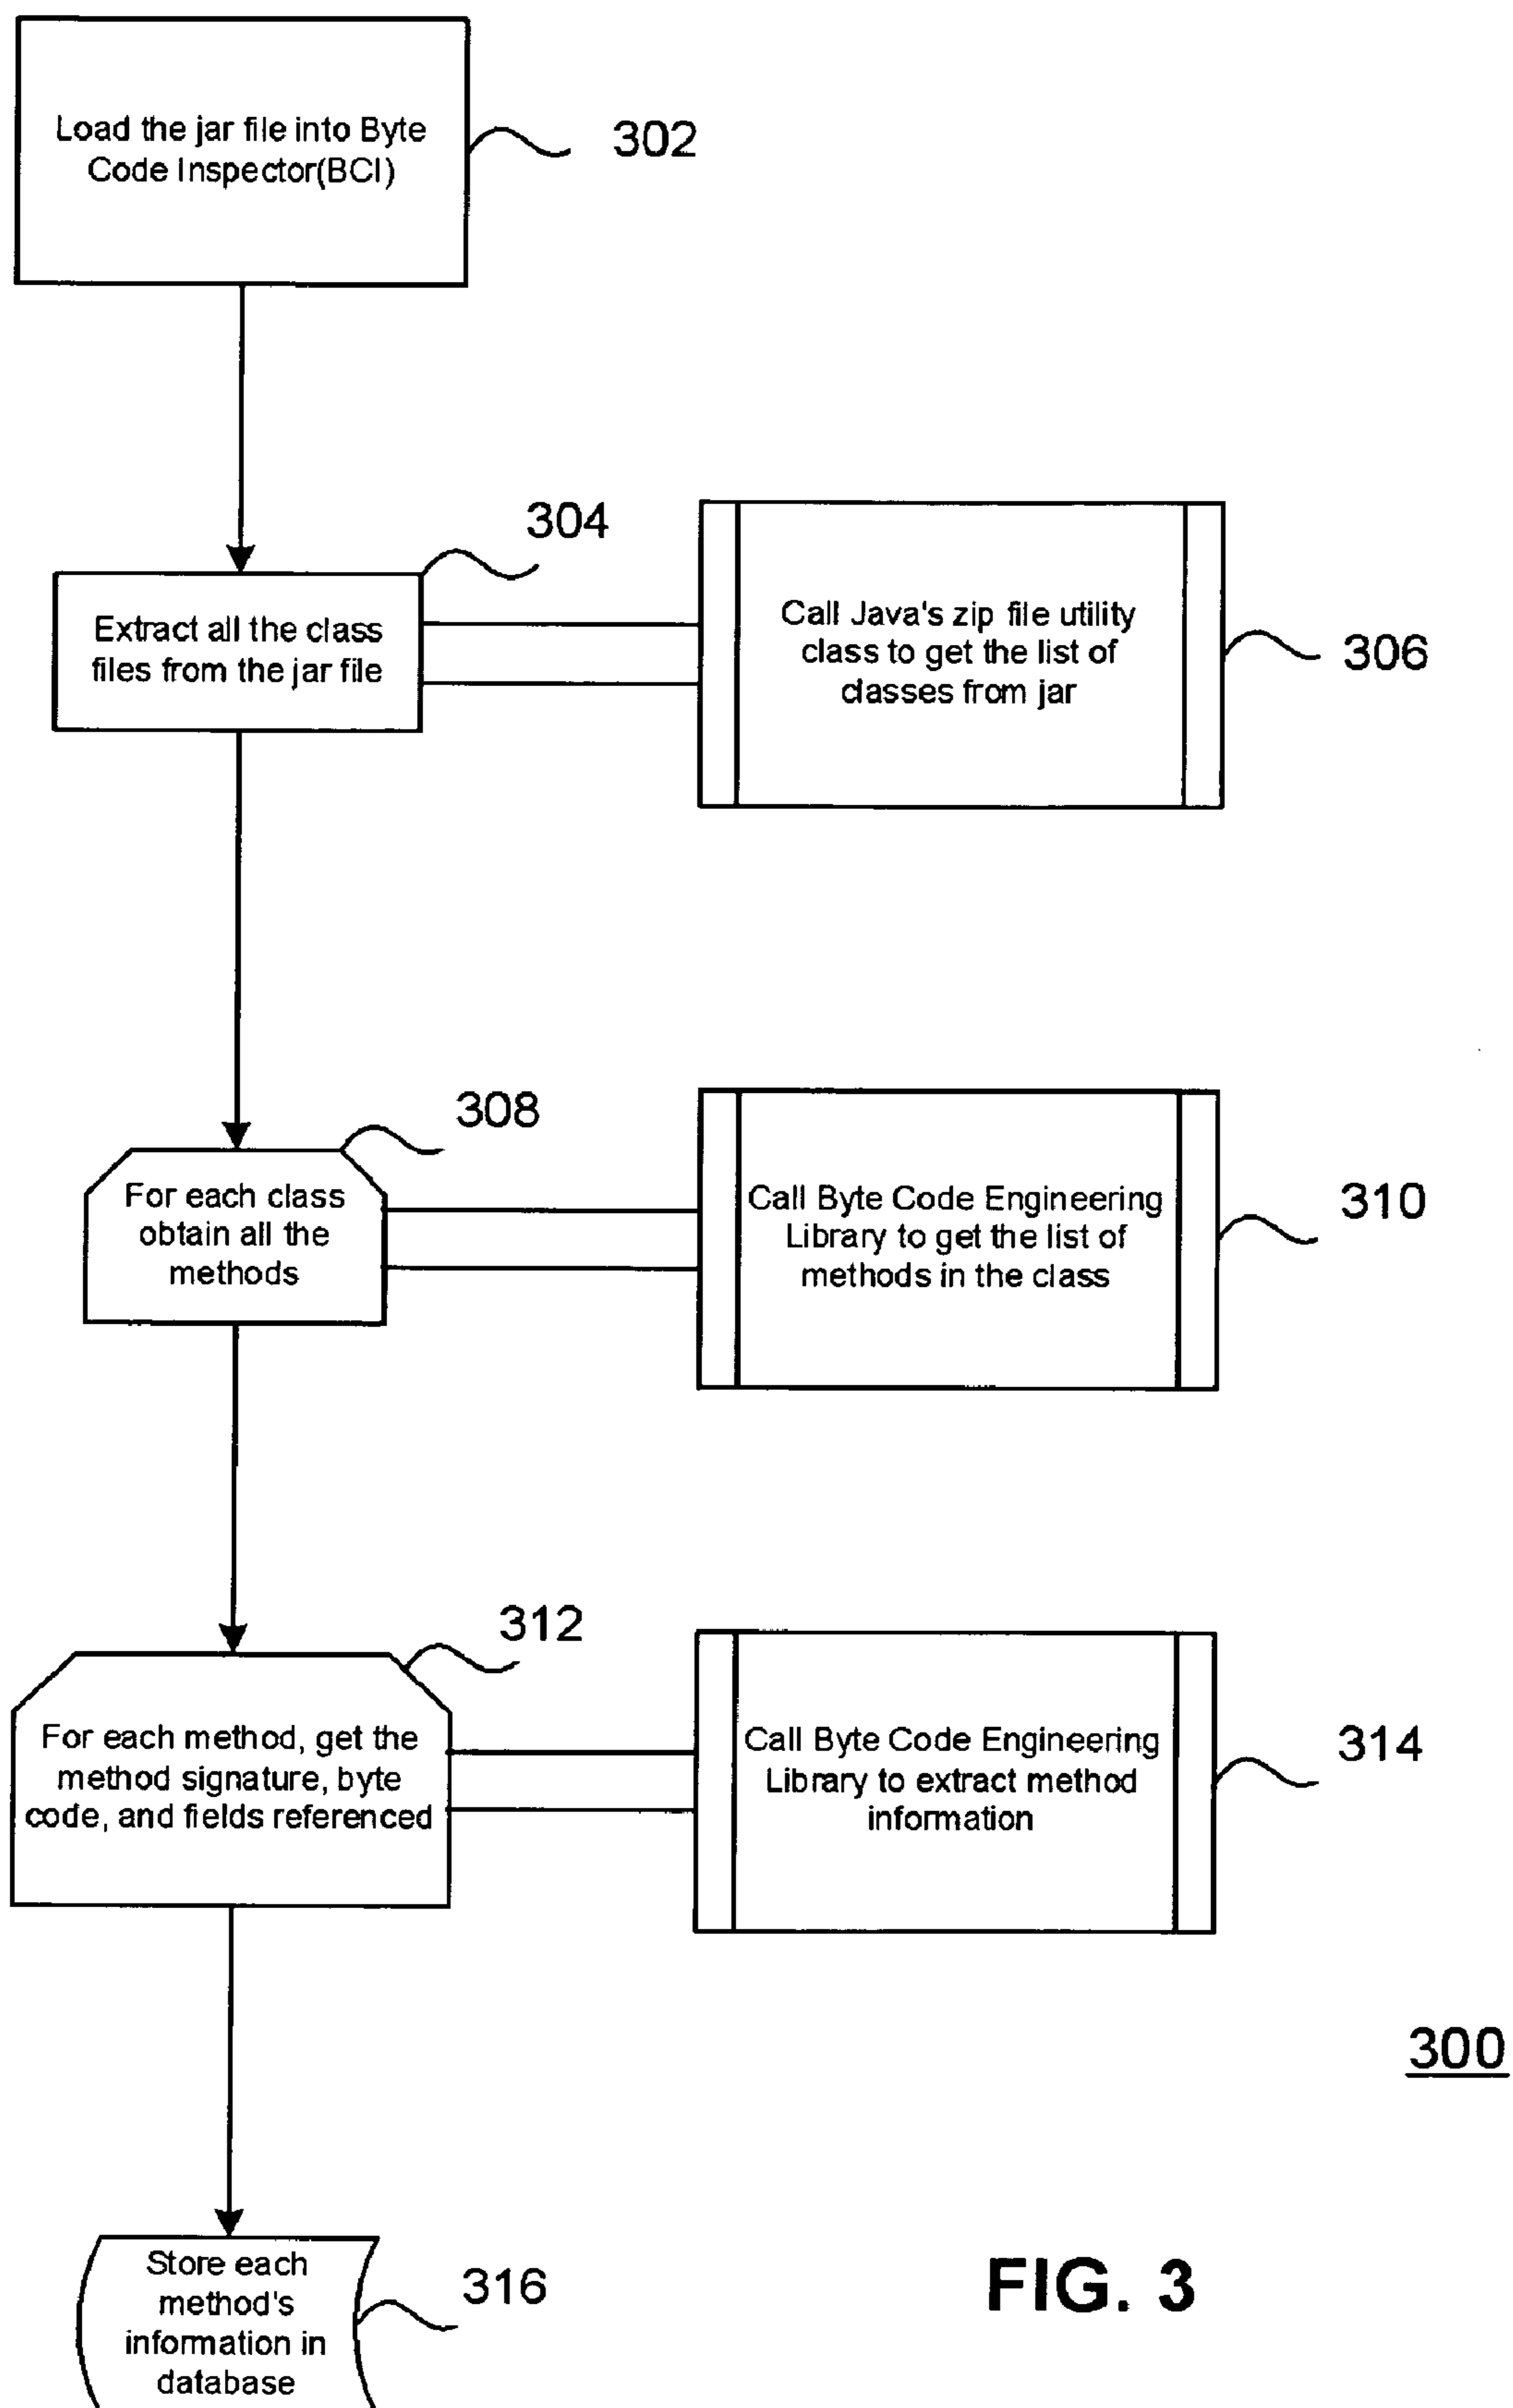 Load the jar file into Byte
Code Inspector(BCI)
302
304
Extract all the class
files from the jar file
Call Java's zip file utility
class to get the list of
classes from jar
306
308
For each class
obtain all the
methods
Call Byte Code Engineering
Library to get the list of
methods in the class
310
312
For each method, get the
method signature, byte
code, and fields referenced
Call Byte Code Engineering
Library to extract method
information
314
300
Store each
method's
information in
database
316
FIG. 3